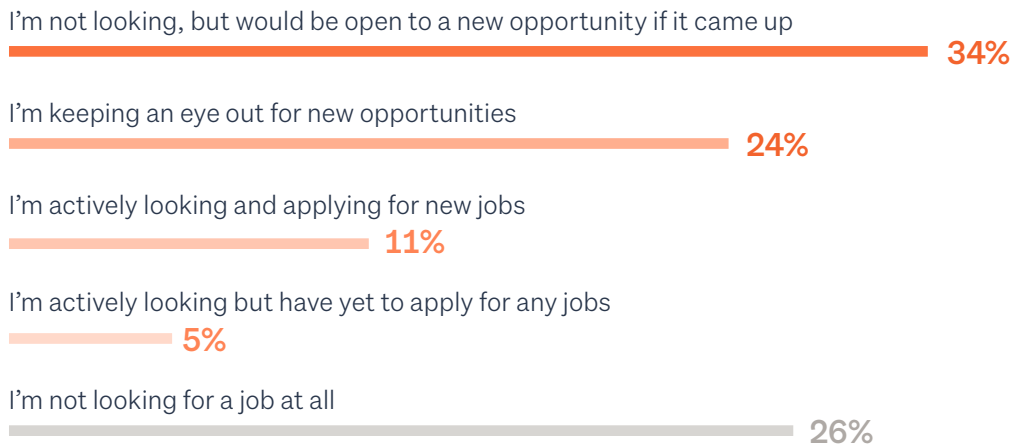 I’m not looking, but would be open to a new opportunity if it came up
34%
I’m keeping an eye out for new opportunities
24%
I’m actively looking and applying for new jobs
11%
I’m actively looking but have yet to apply for any jobs
5%
I’m not looking for a job at all
26%